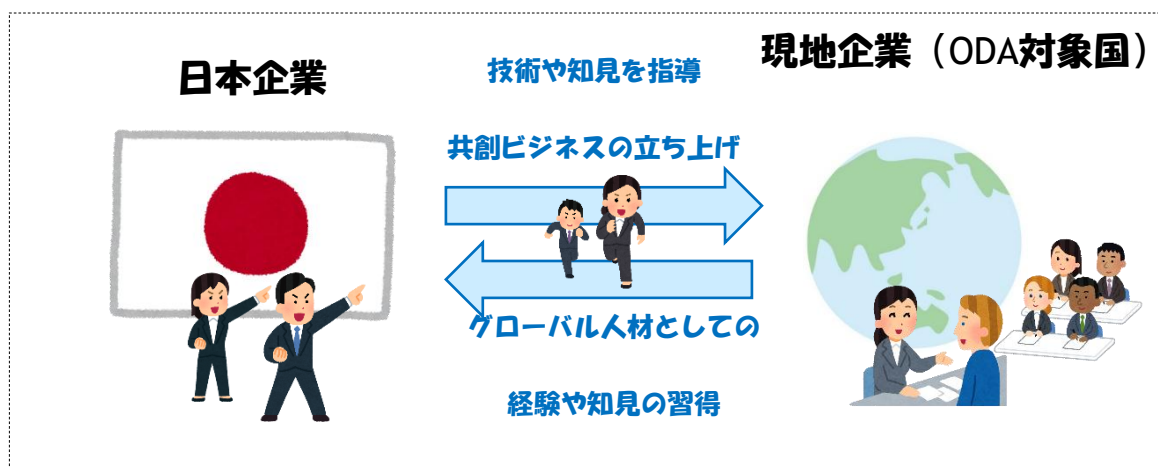 日本企業
技術や知見を指導
現地企業（ODA対象国）
共創ビジネスの立ち上げ
グローバル人材としての
経験や知見の習得